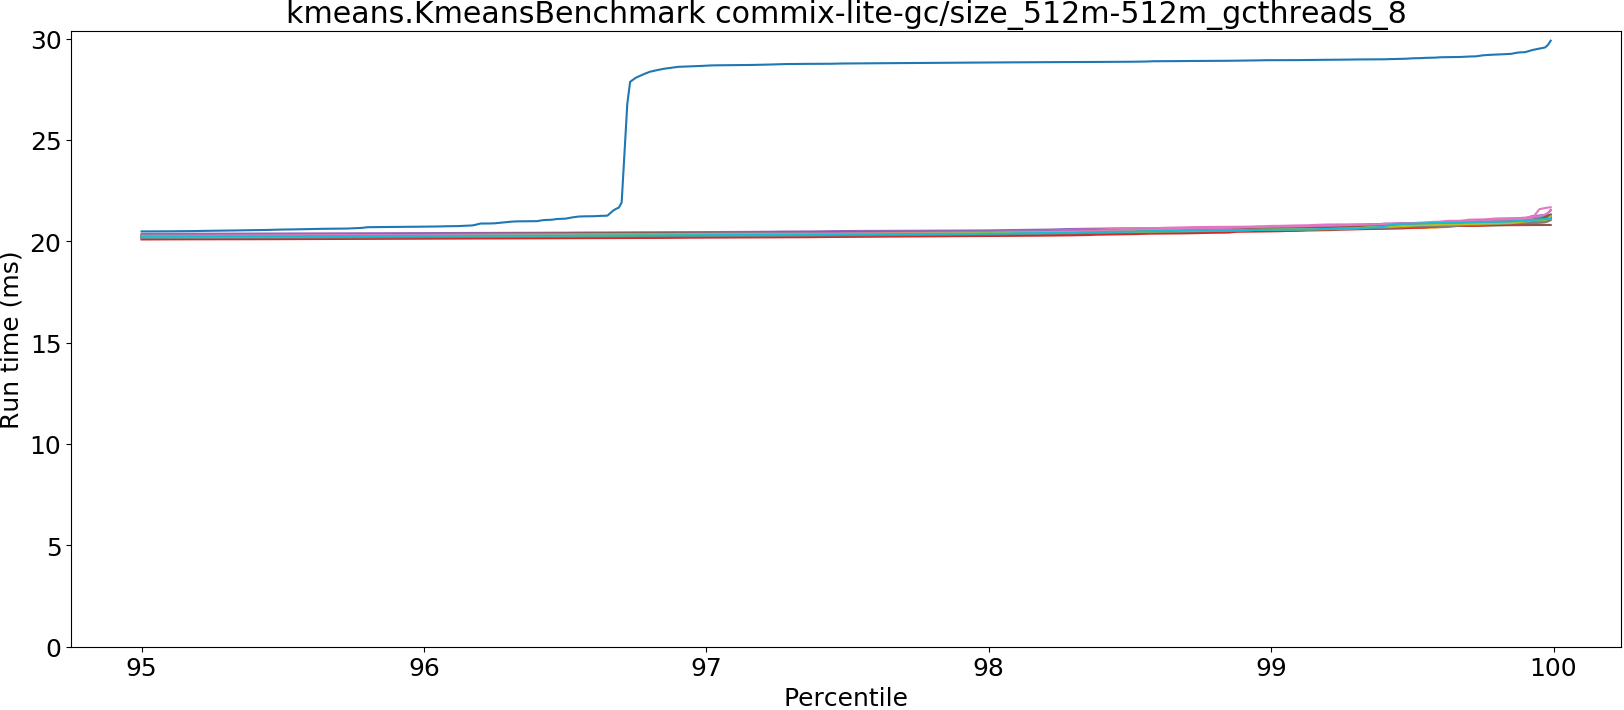 kmeans.KmeansBenchmark commix-lite-gc/size_512m-512m_gcthreads_8
30
25
20
15
10
5
0
Run time (ms)
95 96 97 98 99 100
Percentile